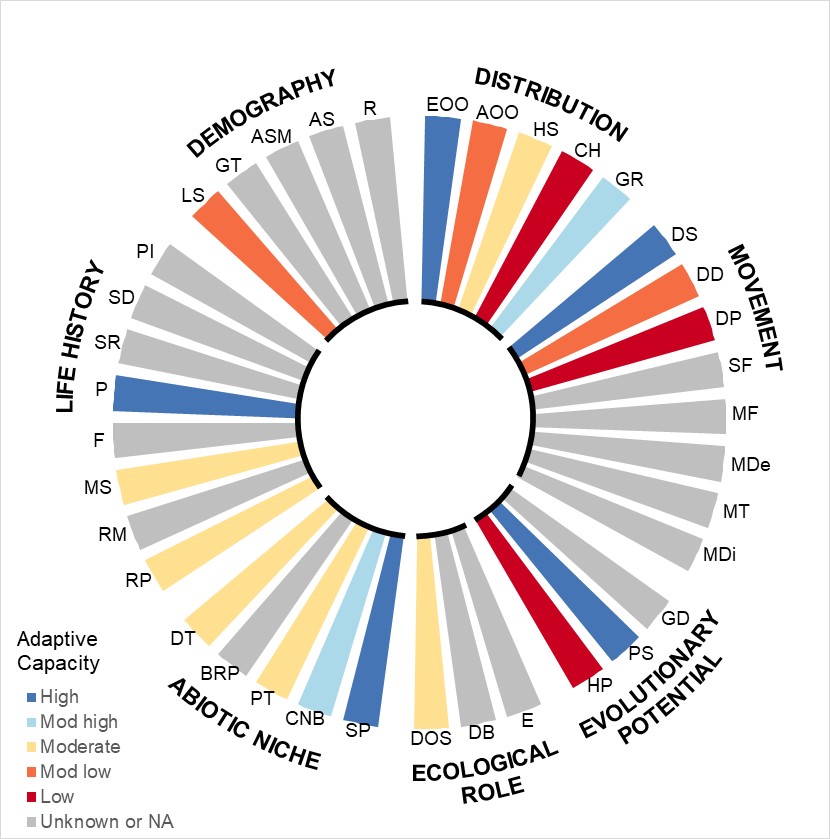 DEMOGRAPHY
DISTRIBUTION
MOVEMENT
EVOLUTIONARY
POTENTIAL
ECOLOGICAL
ROLE
ABIOTIC NICHE
LIFE HISTORY
EOO
AOO
HS
CH
GR
DS
DD
DP
SF
MF
MDe
MT
MDi
GD
PS
HP
E
DB
DOS
SP
CNB
PT
BRP
DT
RP
RM
MS
F
P
SR
SD
PI
LS
GT
ASM
AS
R
Adaptive
Capacity
High
Mod high
Moderate
Mod low
Low
Unknown or NA